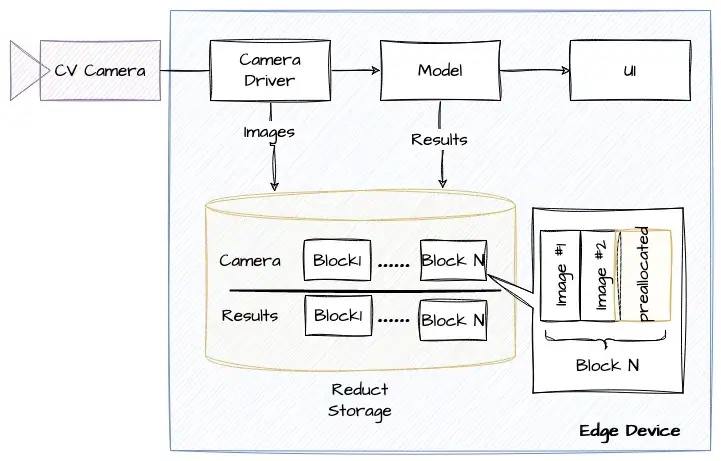 CV Camera
Camera
Driver
Model
UI
Images
Results
Camera
Block1
......
Block N
Results
Block1
......
Block N
Image #1
Image #2
preallocated
Block N
Reduct
Storage
Edge Device